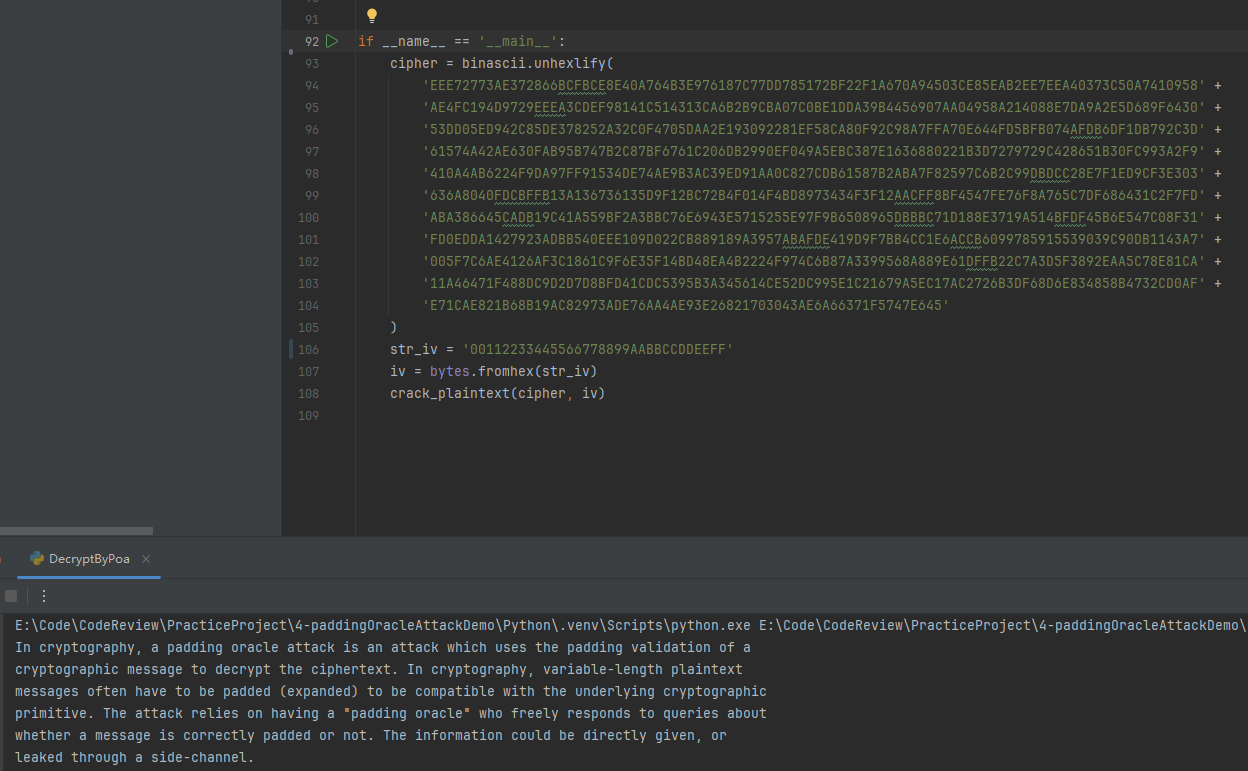 91
92 if __name__ == '__main__':
93 cipher = binascii.unhexlify(
94 'EEE72773AE372866BCFBCE8E40A764B3E976187C77DD785172BF22F1A670A94503CE85EAB2EE7EEA40373C50A7410958' +
95 'AE4FC194D9729EEEA3CDEF98141C514313CA6B2B9CBA07C0BE1DDA39B4456907AA04958A214088E7DA9A2E5D689F6430' +
96 '53DD05ED942C85DE378252A32C0F4705DAA2E193092281EF58CA80F92C98A7FFA70E644FD5BFB074AFDB6DF1DB792C3D' +
97 '61574A42AE630FAB95B747B2C87BF6761C206DB2990EF049A5EBC387E1636880221B3D7279729C428651B30FC993A2F9' +
98 '410A4AB6224F9DA97FF91534DE74AE9B3AC39ED91AA0C827CDB61587B2ABA7F82597C6B2C99DBDCC28E7F1ED9CF3E303' +
99 '636A8040FDCBFFB13A136736135D9F12BC72B4F014F4BD8973434F3F12AACFF8BF4547FE76F8A765C7DF686431C2F7FD' +
100 'ABA386645CADB19C41A559BF2A3BBC76E6943E5715255E97F9B6508965DBBBC71D188E3719A514BFDF45B6E547C08F31' +
101 'FD0EDDA1427923ADBB540EEE109D022CB889189A3957ABAFDE419D9F7BB4CC1E6ACCB6099785915539039C90DB1143A7' +
102 '005F7C6AE4126AF3C1861C9F6E35F14BD48EA4B2224F974C6B87A3399568A889E61DFFB22C7A3D5F3892EAA5C78E81CA' +
103 '11A46471F488DC9D2D7D8BFD41CDC5395B3A345614CE52DC995E1C21679A5EC17AC2726B3DF68D6E834858B4732CD0AF' +
104 'E71CAE821B68B19AC82973ADE76AA4AE93E26821703043AE6A66371F5747E645'
105 )
106 str_iv = '00112233445566778899AABBCCDDEEFF'
107 iv = bytes.fromhex(str_iv)
108 crack_plaintext(cipher, iv)
109
DecryptByPoa
E:\Code\CodeReview\PracticeProject\4-paddingOracleAttackDemo\Python\.venv\Scripts\python.exe E:\Code\CodeReview\PracticeProject\4-paddingOracleAttackDemo\
In cryptography, a padding oracle attack is an attack which uses the padding validation of a
cryptographic message to decrypt the ciphertext. In cryptography, variable-length plaintext
messages often have to be padded (expanded) to be compatible with the underlying cryptographic
primitive. The attack relies on having a "padding oracle" who freely responds to queries about
whether a message is correctly padded or not. The information could be directly given, or
leaked through a side-channel.